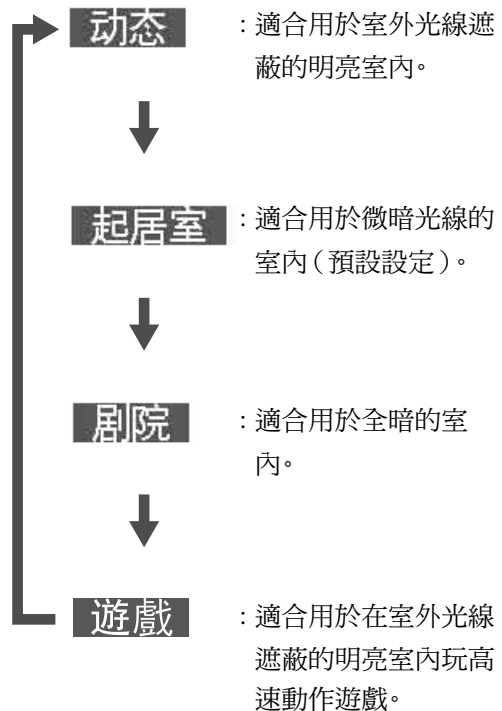 动态 : 適合用於室外光線遮
蔽的明亮室內。
起居室 : 適合用於微暗光線的
室內(預設設定)。
剧院 : 適合用於全暗的室
內。
遊戲 : 適合用於在室外光線
遮蔽的明亮室內玩高
速動作遊戲。